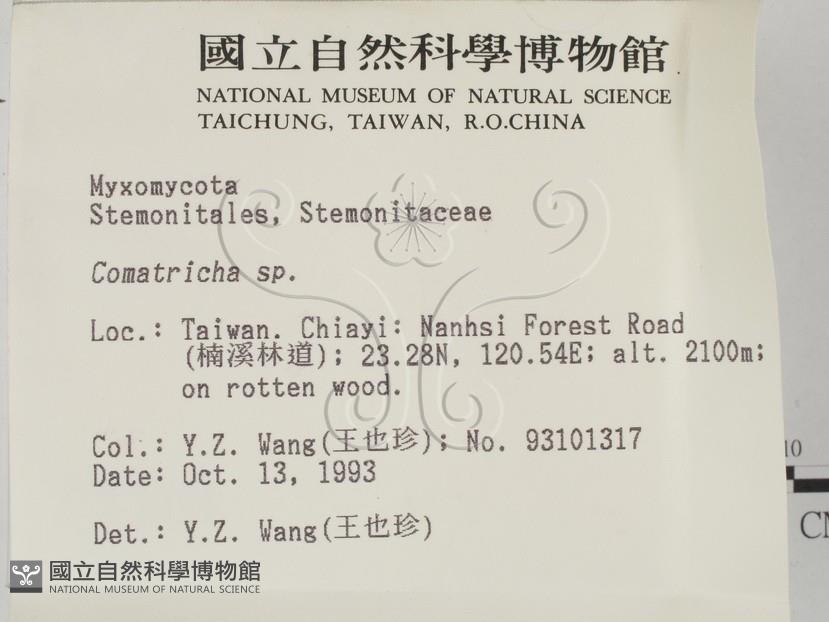 國立自然科學博物館
NATIONAL MUSEUM OF NATURAL SCIENCE
TAICHUNG, TAIWAN, R.O.CHINA
Myxomycota
Stemonitales, Stemonitaceae
Comatricha sp.
Loc.: Taiwan. Chiayi: Nanhsi Forest Road
(楠溪林道); 23.28N, 120.54E; alt. 2100m;
on rotten wood.
Col.: Y.Z. Wang(王也珍); No. 93101317
Date: Oct. 13, 1993
Det.: Y.Z. Wang(王也珍)
10
國立自然科學博物館
NATIONAL MUSEUM OF NATURAL SCIENCE